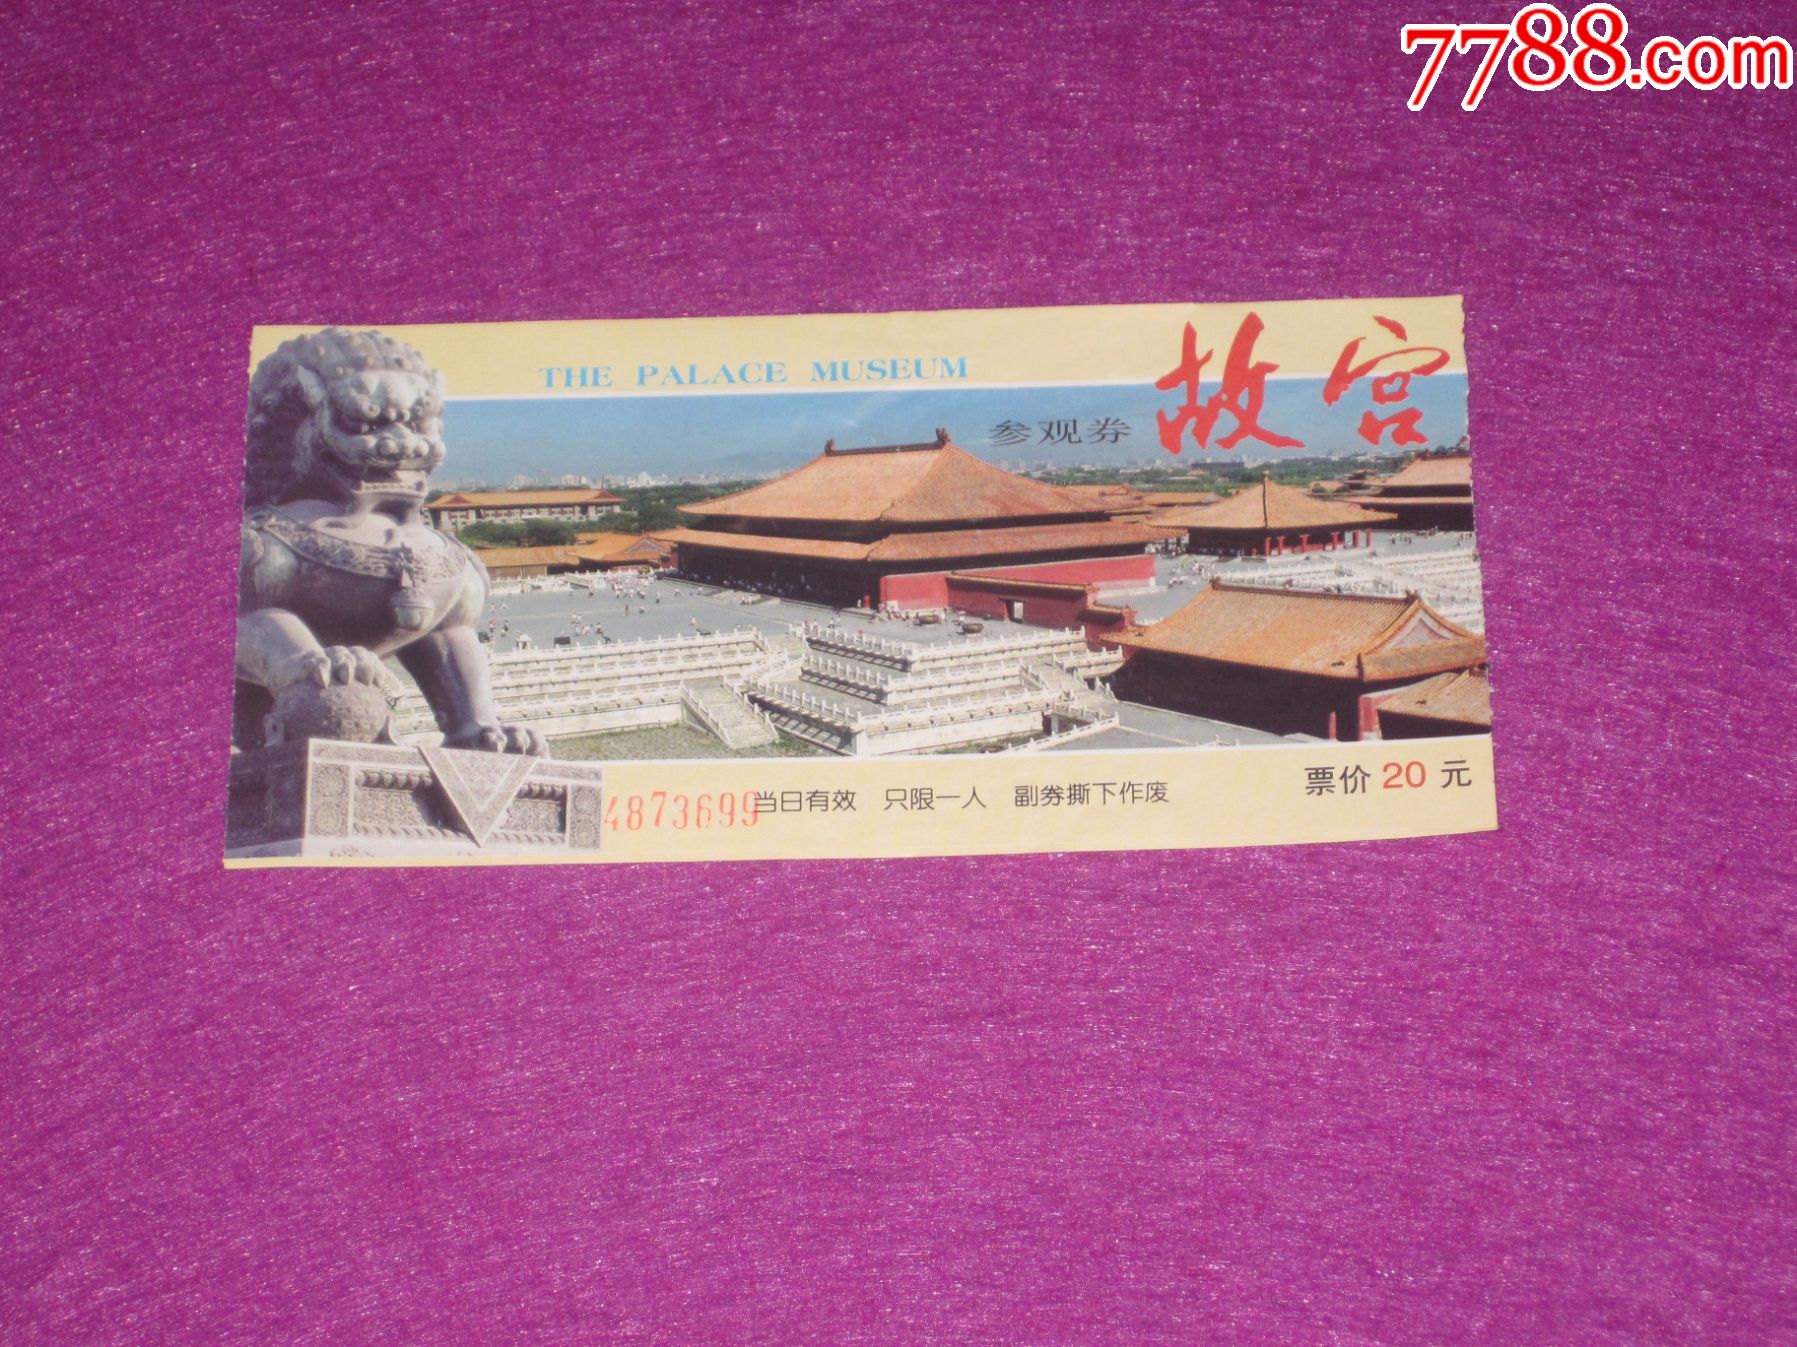 7788.com
THE PALACE MUSEUM
故宫
参观券
4873699
当日有效 只限一人 副券撕下作废
票价 20 元